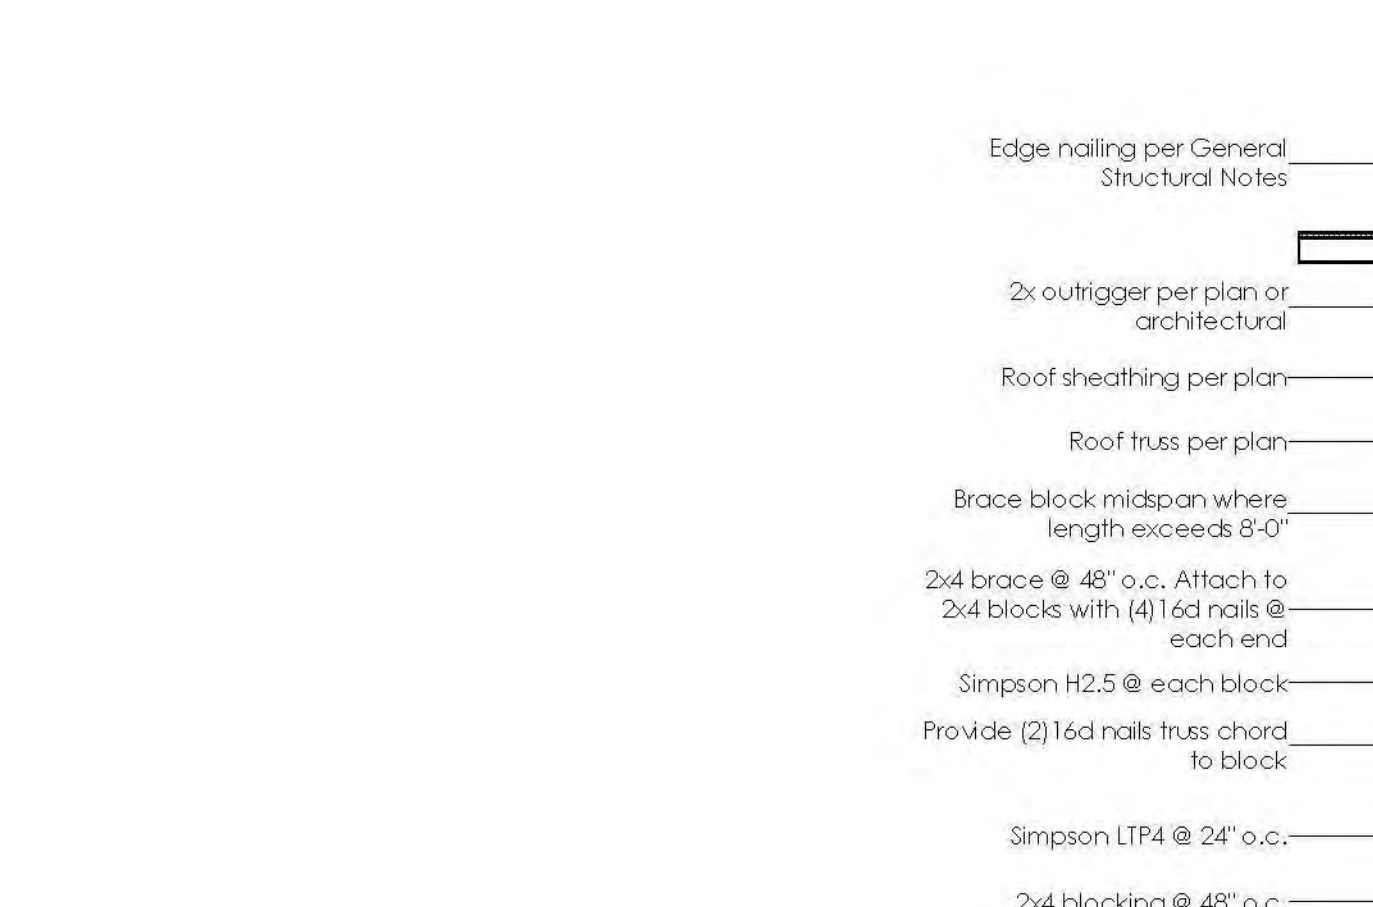 Edge nailing per General
Structural Notes
2x outrigger per plan or
architectural
Roof sheathing per plan
Roof truss per plan
Brace block midspan where
length exceeds 8'-0"
2x4 brace @ 48" o.c. Attach to
2x4 blocks with (4)16d nails @
each end
Simpson H2.5 @ each block
Provide (2)16d nails truss chord
to block
Simpson LTP4 @ 24" o.c.
2x4 blocking @ 48" o.c.